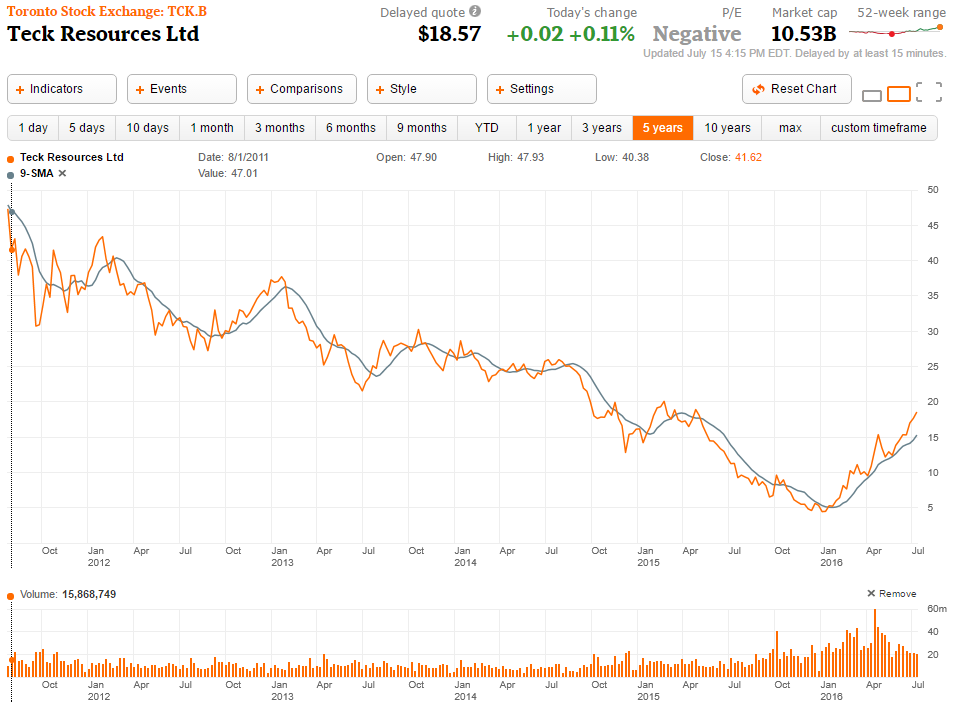 Toronto Stock Exchange: TCK.B
Teck Resources Ltd
Delayed quote
$18.57
Today's change
+0.02 +0.11%
P/E
Negative
Market cap
10.53B
52-week range
Updated July 15 4:15 PM EDT. Delayed by at least 15 minutes.
+ Indicators + Events + Comparisons + Style + Settings Reset Chart
1 day 5 days 10 days 1 month 3 months 6 months 9 months YTD 1 year 3 years 5 years 10 years max custom timeframe
Teck Resources Ltd Date: 8/1/2011 Open: 47.90 High: 47.93 Low: 40.38 Close: 41.62
9-SMA ✕ Value: 47.01
50
45
40
35
30
25
20
15
10
5
Oct Jan Apr Jul Oct Jan Apr Jul Oct Jan Apr Jul Oct Jan Apr Jul Oct Jan Apr Jul
2012 2013 2014 2015 2016
Volume: 15,868,749 ✕ Remove
60m
40
20
Oct Jan Apr Jul Oct Jan Apr Jul Oct Jan Apr Jul Oct Jan Apr Jul Oct Jan Apr Jul
2012 2013 2014 2015 2016